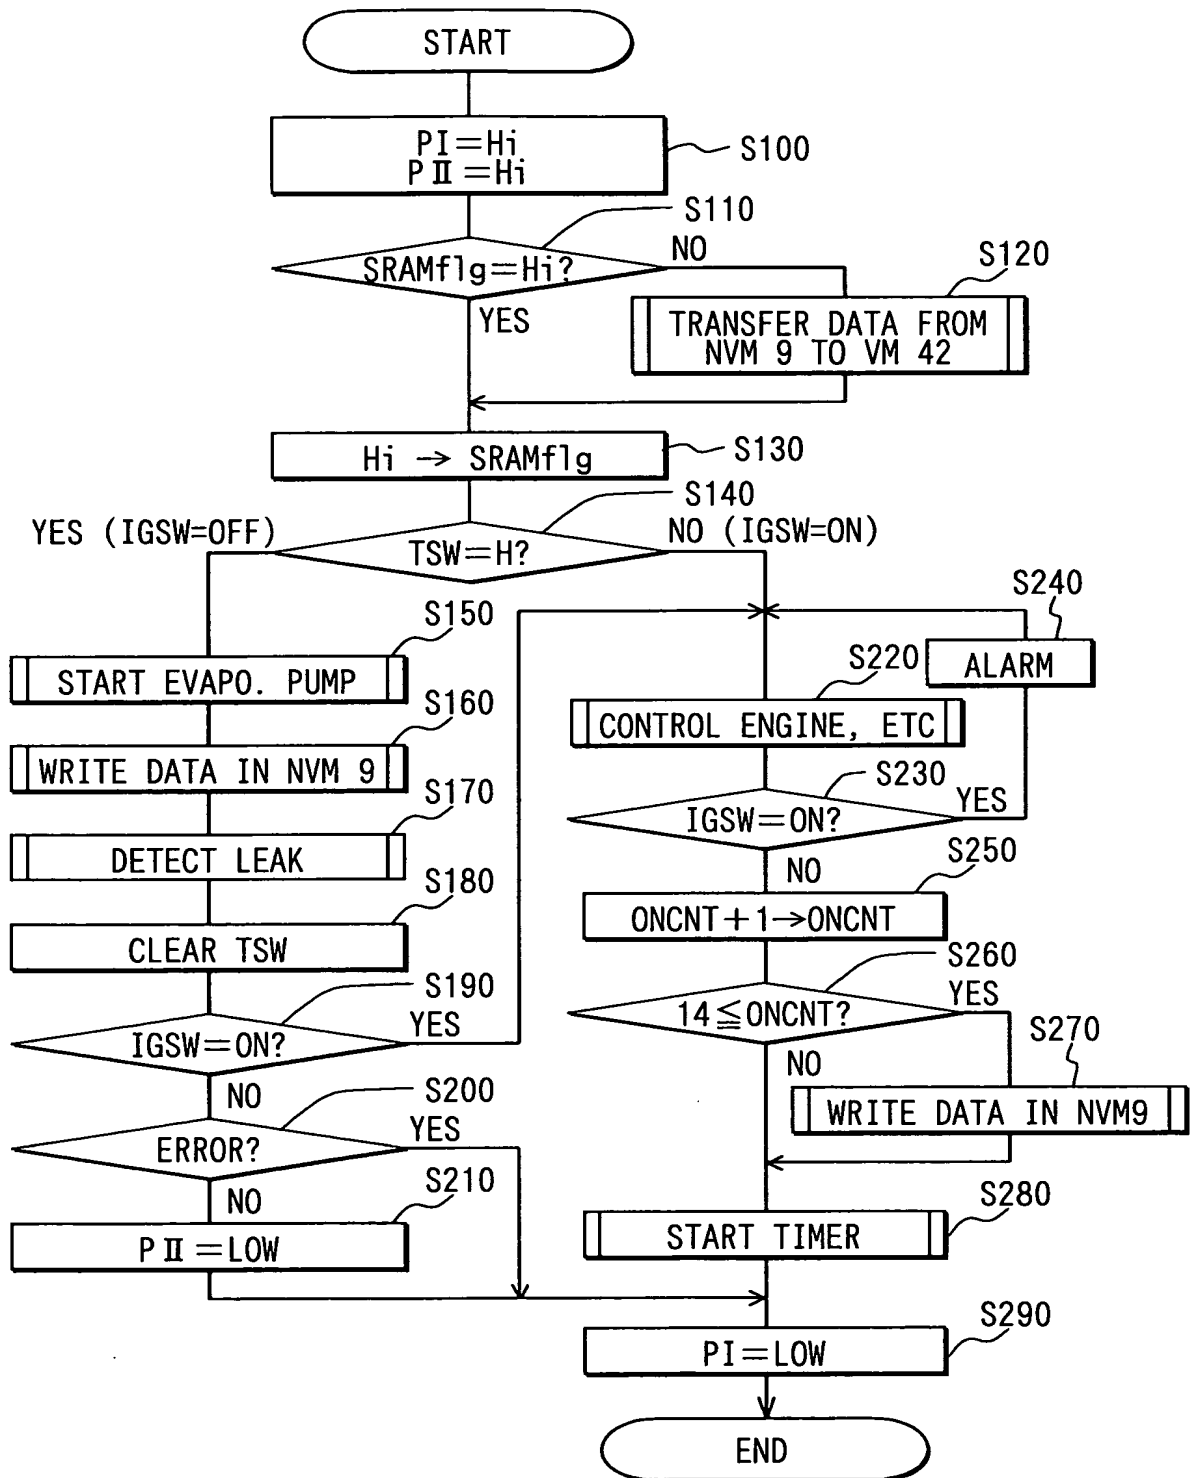 START
PI=Hi
PⅡ=Hi
S100
S110
SRAMflg=Hi?
NO
YES
S120
TRANSFER DATA FROM
NVM 9 TO VM 42
Hi → SRAMflg
S130
S140
YES (IGSW=OFF)
TSW=H?
NO (IGSW=ON)
S150
START EVAPO. PUMP
S160
WRITE DATA IN NVM 9
S170
DETECT LEAK
S180
CLEAR TSW
S190
IGSW=ON?
YES
NO
S200
ERROR?
YES
NO
S210
PⅡ=LOW
S240
ALARM
S220
CONTROL ENGINE, ETC
S230
IGSW=ON?
YES
NO
S250
ONCNT+1→ONCNT
S260
14≦ONCNT?
YES
NO
S270
WRITE DATA IN NVM9
S280
START TIMER
S290
PI=LOW
END